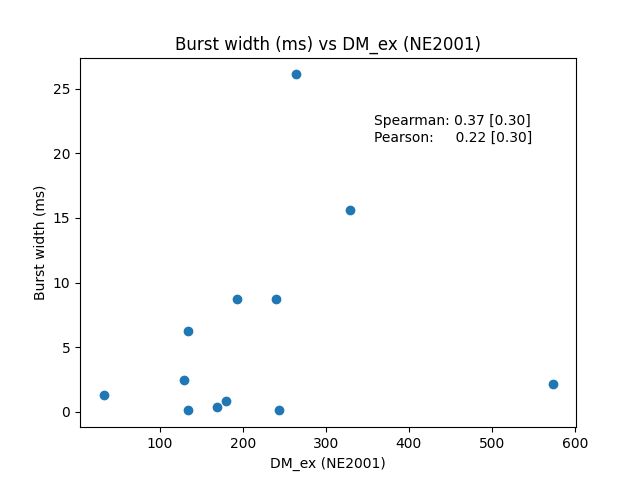 Burst width (ms) vs DM_ex (NE2001)
Spearman: 0.37 [0.30]
Pearson: 0.22 [0.30]
Burst width (ms)
25
20
15
10
5
0
100 200 300 400 500 600
DM_ex (NE2001)